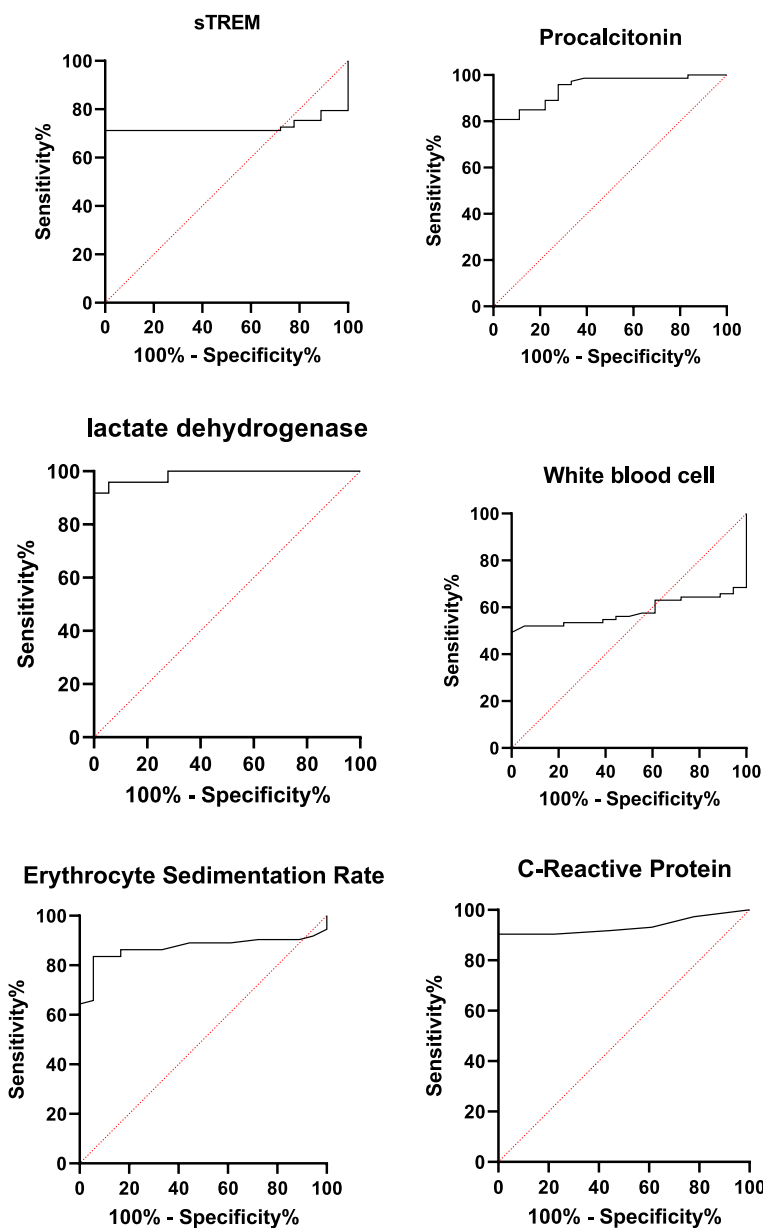 sTREM
100
80
60
40
20
0
Sensitivity%
0 20 40 60 80 100
100% - Specificity%
Procalcitonin
100
80
60
40
20
0
Sensitivity%
0 20 40 60 80 100
100% - Specificity%
lactate dehydrogenase
100
80
60
40
20
0
Sensitivity%
0 20 40 60 80 100
100% - Specificity%
White blood cell
100
80
60
40
20
0
Sensitivity%
0 20 40 60 80 100
100% - Specificity%
Erythrocyte Sedimentation Rate
100
80
60
40
20
0
Sensitivity%
0 20 40 60 80 100
100% - Specificity%
C-Reactive Protein
100
80
60
40
20
0
Sensitivity%
0 20 40 60 80 100
100% - Specificity%